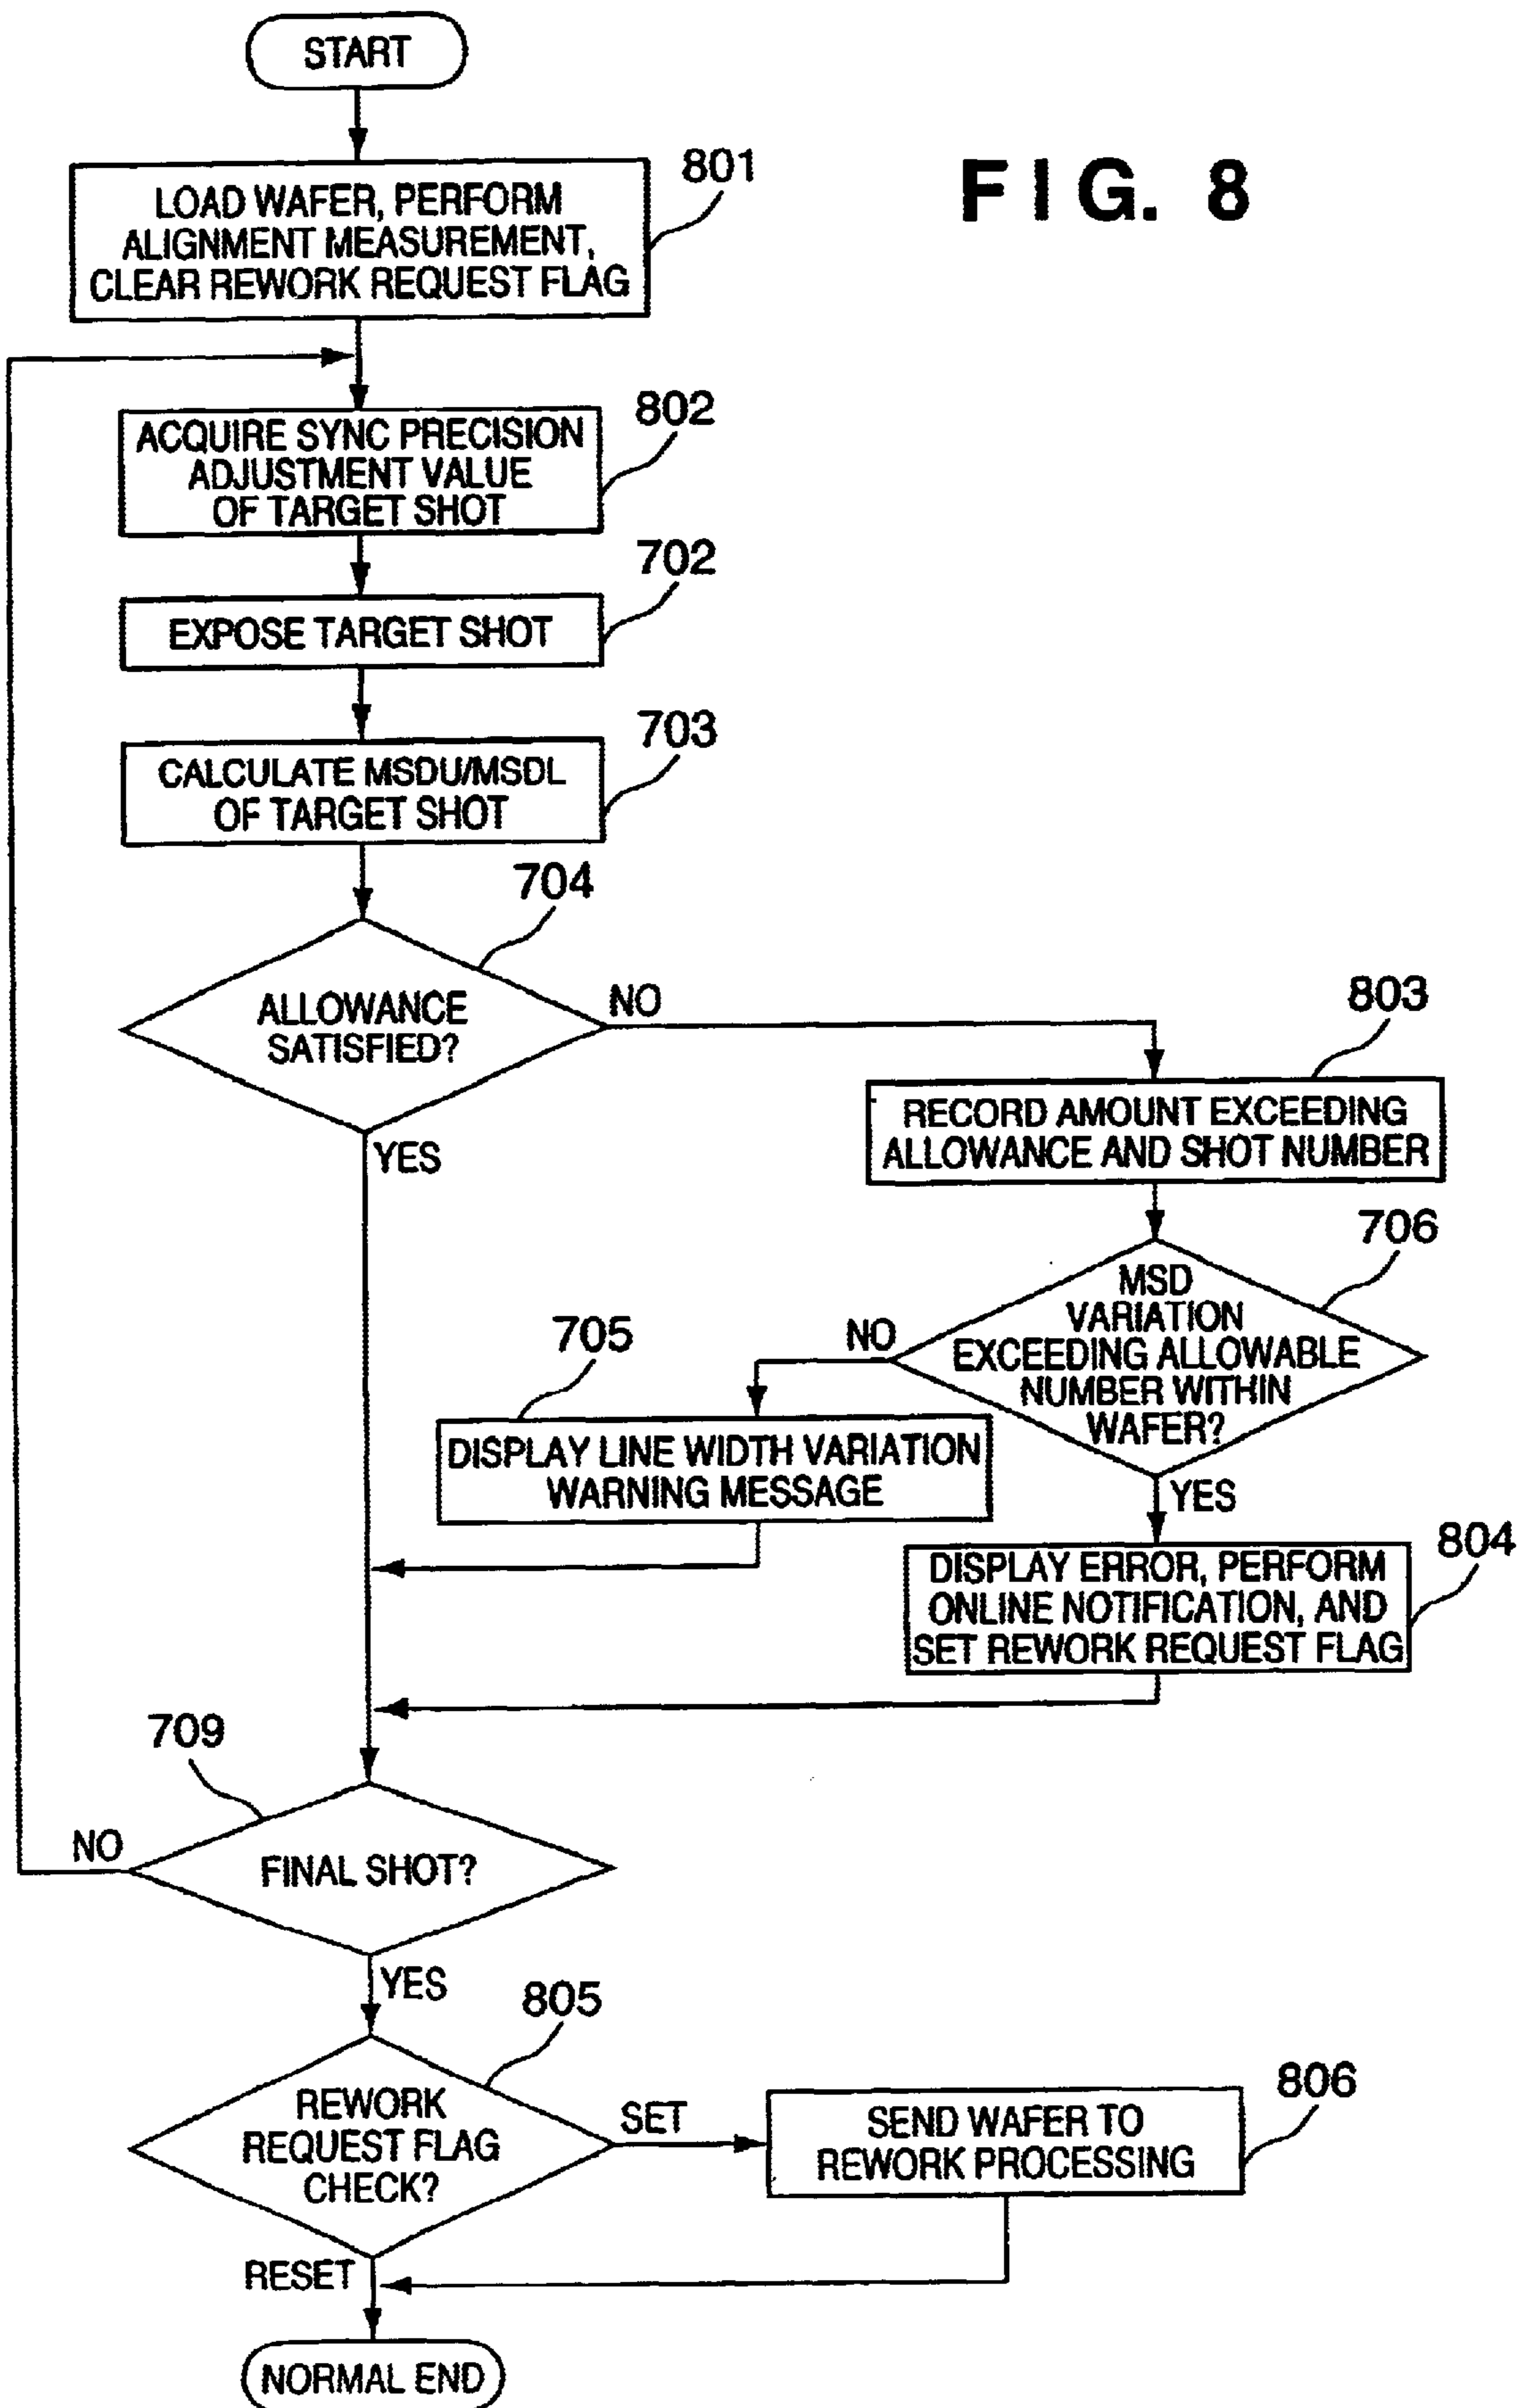 START
FIG. 8
801
LOAD WAFER, PERFORM
ALIGNMENT MEASUREMENT,
CLEAR REWORK REQUEST FLAG
802
ACQUIRE SYNC PRECISION
ADJUSTMENT VALUE
OF TARGET SHOT
702
EXPOSE TARGET SHOT
703
CALCULATE MSDU/MSDL
OF TARGET SHOT
704
ALLOWANCE
SATISFIED?
NO
YES
803
RECORD AMOUNT EXCEEDING
ALLOWANCE AND SHOT NUMBER
706
MSD
VARIATION
EXCEEDING ALLOWABLE
NUMBER WITHIN
WAFER?
NO
YES
705
DISPLAY LINE WIDTH VARIATION
WARNING MESSAGE
804
DISPLAY ERROR, PERFORM
ONLINE NOTIFICATION, AND
SET REWORK REQUEST FLAG
709
FINAL SHOT?
NO
YES
805
REWORK
REQUEST FLAG
CHECK?
SET
RESET
806
SEND WAFER TO
REWORK PROCESSING
NORMAL END